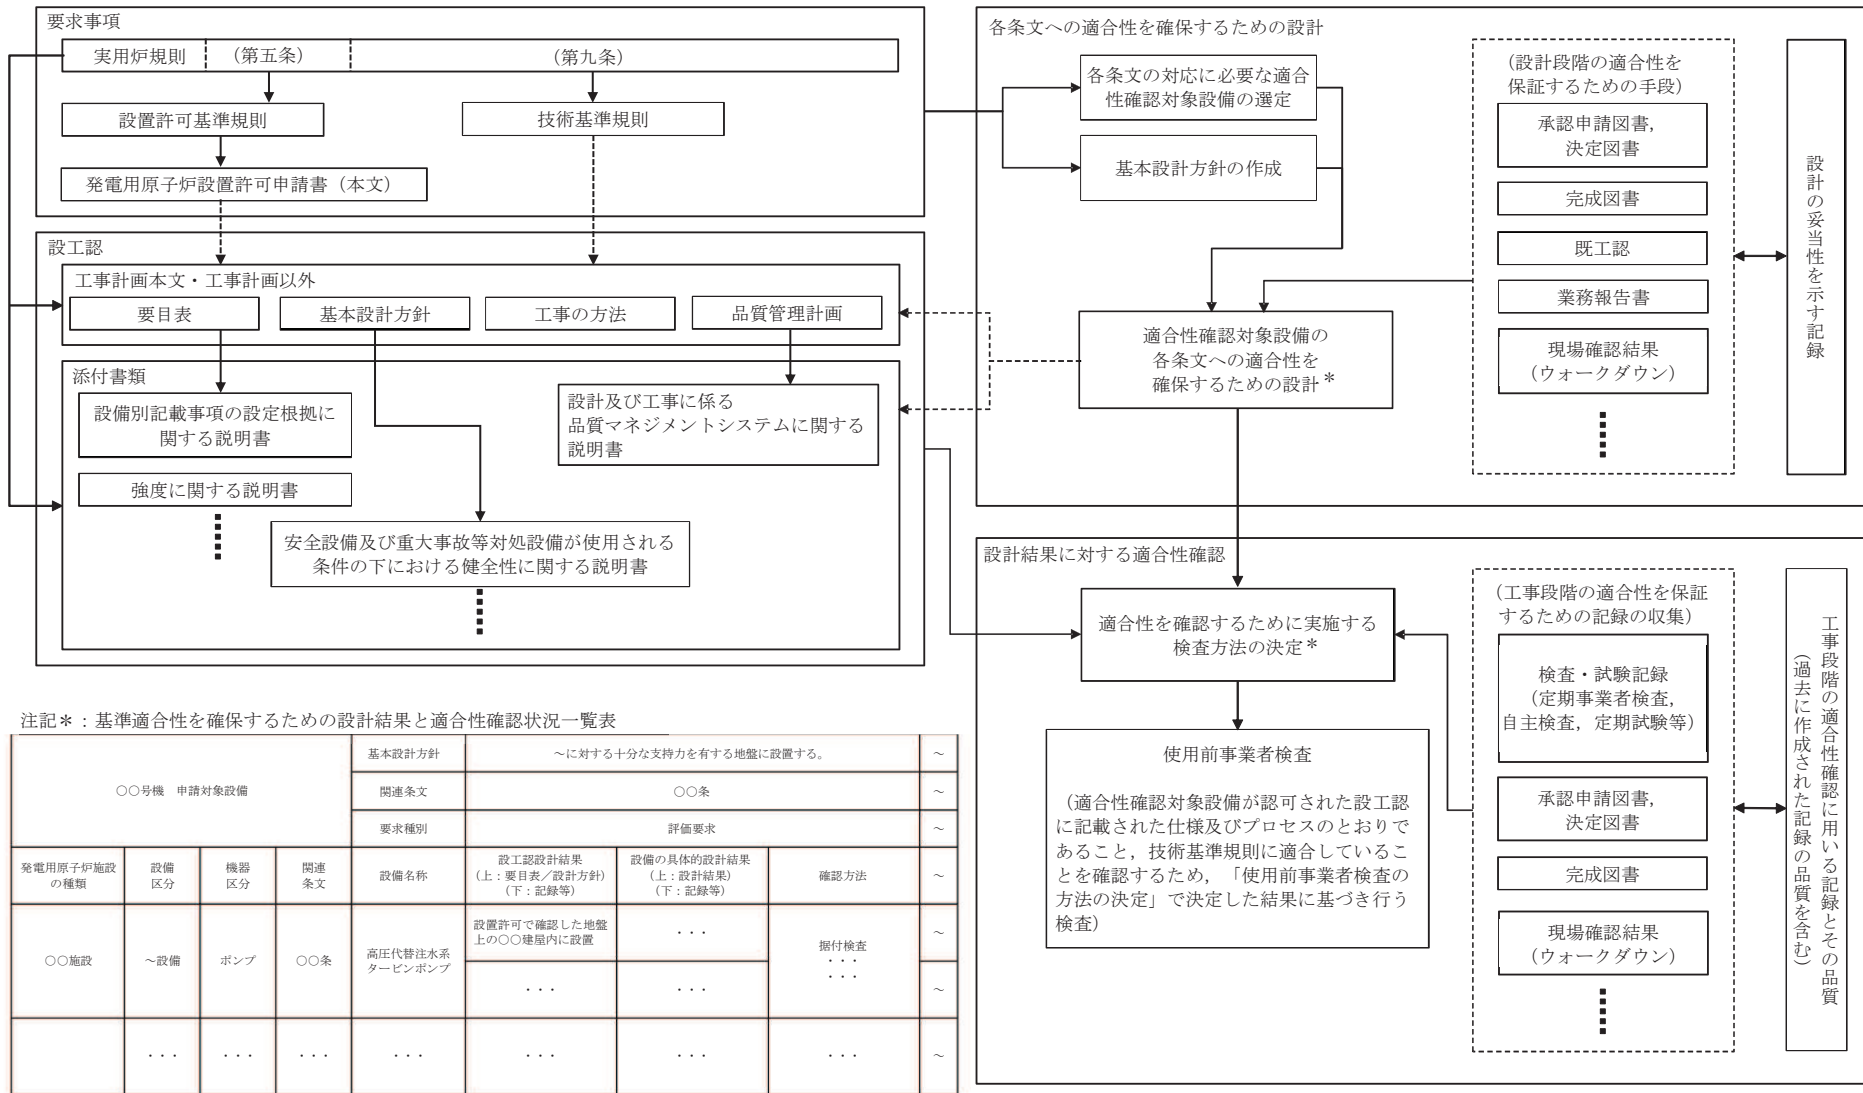 要求事項
実用炉規則
(第五条)
(第九条)
設置許可基準規則
技術基準規則
発電用原子炉設置許可申請書（本文）
設工認
工事計画本文・工事計画以外
要目表
基本設計方針
工事の方法
品質管理計画
添付書類
設備別記載事項の設定根拠に
関する説明書
設計及び工事に係る
品質マネジメントシステムに関する
説明書
強度に関する説明書
安全設備及び重大事故等対処設備が使用される
条件の下における健全性に関する説明書
各条文への適合性を確保するための設計
各条文の対応に必要な適合
性確認対象設備の選定
基本設計方針の作成
適合性確認対象設備の
各条文への適合性を
確保するための設計＊
（設計段階の適合性を
保証するための手段）
承認申請図書，
決定図書
完成図書
既工認
業務報告書
現場確認結果
（ウォークダウン）
設計の妥当性を示す記録
設計結果に対する適合性確認
適合性を確認するために実施する
検査方法の決定＊
使用前事業者検査
（適合性確認対象設備が認可された設工認
に記載された仕様及びプロセスのとおりで
あること，技術基準規則に適合しているこ
とを確認するため，「使用前事業者検査の
方法の決定」で決定した結果に基づき行う
検査）
（工事段階の適合性を保証
するための記録の収集）
検査・試験記録
（定期事業者検査，
自主検査，定期試験等）
承認申請図書，
決定図書
完成図書
現場確認結果
（ウォークダウン）
工事段階の適合性確認に用いる記録とその品質
（過去に作成された記録の品質を含む）
注記＊：基準適合性を確保するための設計結果と適合性確認状況一覧表
○○号機　申請対象設備
基本設計方針
～に対する十分な支持力を有する地盤に設置する。
～
関連条文
○○条
～
要求種別
評価要求
～
発電用原子炉施設
の種類
設備
区分
機器
区分
関連
条文
設備名称
設工認設計結果
（上：要目表／設計方針）
（下：記録等）
設備の具体的設計結果
（上：設計結果）
（下：記録等）
確認方法
～
○○施設
～設備
ポンプ
○○条
高圧代替注水系
タービンポンプ
設置許可で確認した地盤
上の○○建屋内に設置
・・・
据付検査
・・・
・・・
～
・・・
・・・
～
・・・
・・・
・・・
・・・
・・・
・・・
・・・
～